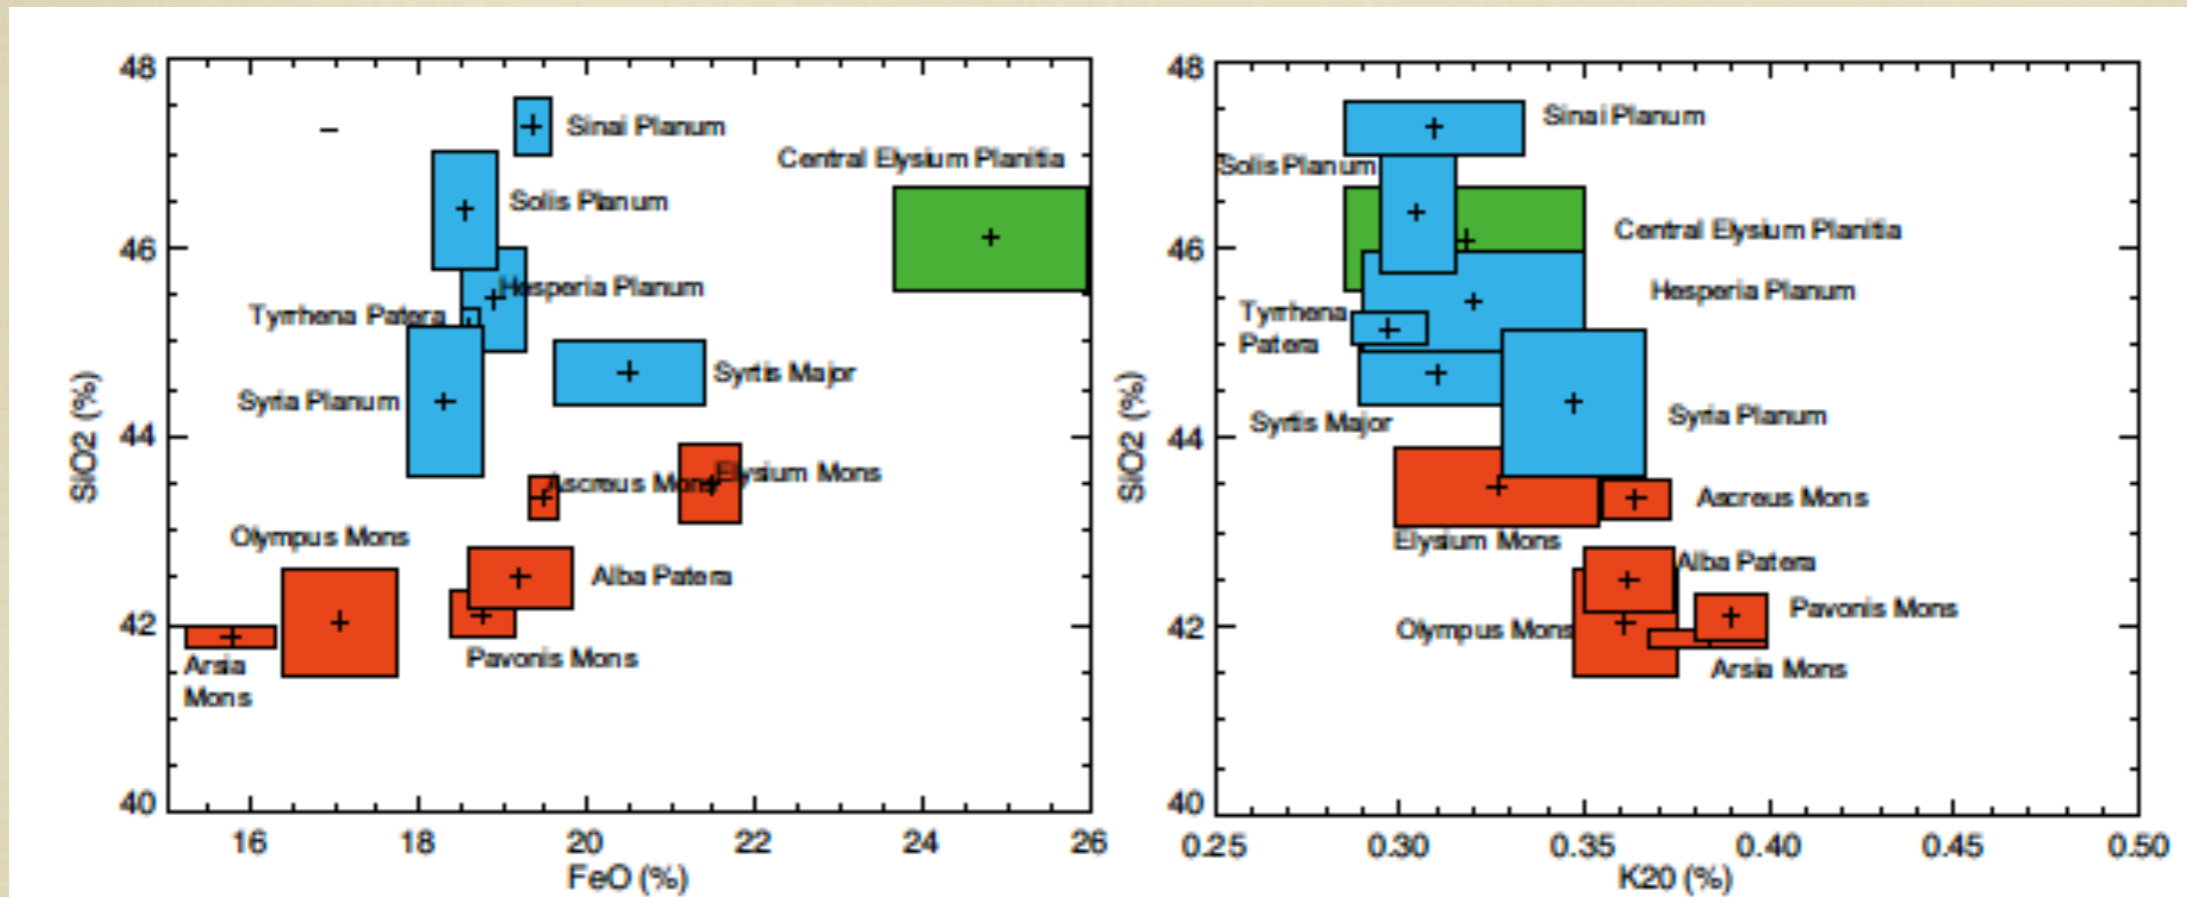 48
46
44
42
40
SiO2 (%)
16
18
20
22
24
26
FeO (%)
Sinai Planum
Central Elysium Planitia
Solis Planum
Hesperia Planum
Tyrrhena Patera
Syrtis Major
Syria Planum
Ascreus Mons
Elysium Mons
Olympus Mons
Alba Patera
Pavonis Mons
Arsia
Mons
48
46
44
42
40
SiO2 (%)
0.25
0.30
0.35
0.40
0.45
0.50
K20 (%)
Sinai Planum
Solis Planum
Central Elysium Planitia
Hesperia Planum
Tyrrhena
Patera
Syrtis Major
Syria Planum
Ascreus Mons
Elysium Mons
Alba Patera
Pavonis Mons
Olympus Mons
Arsia Mons